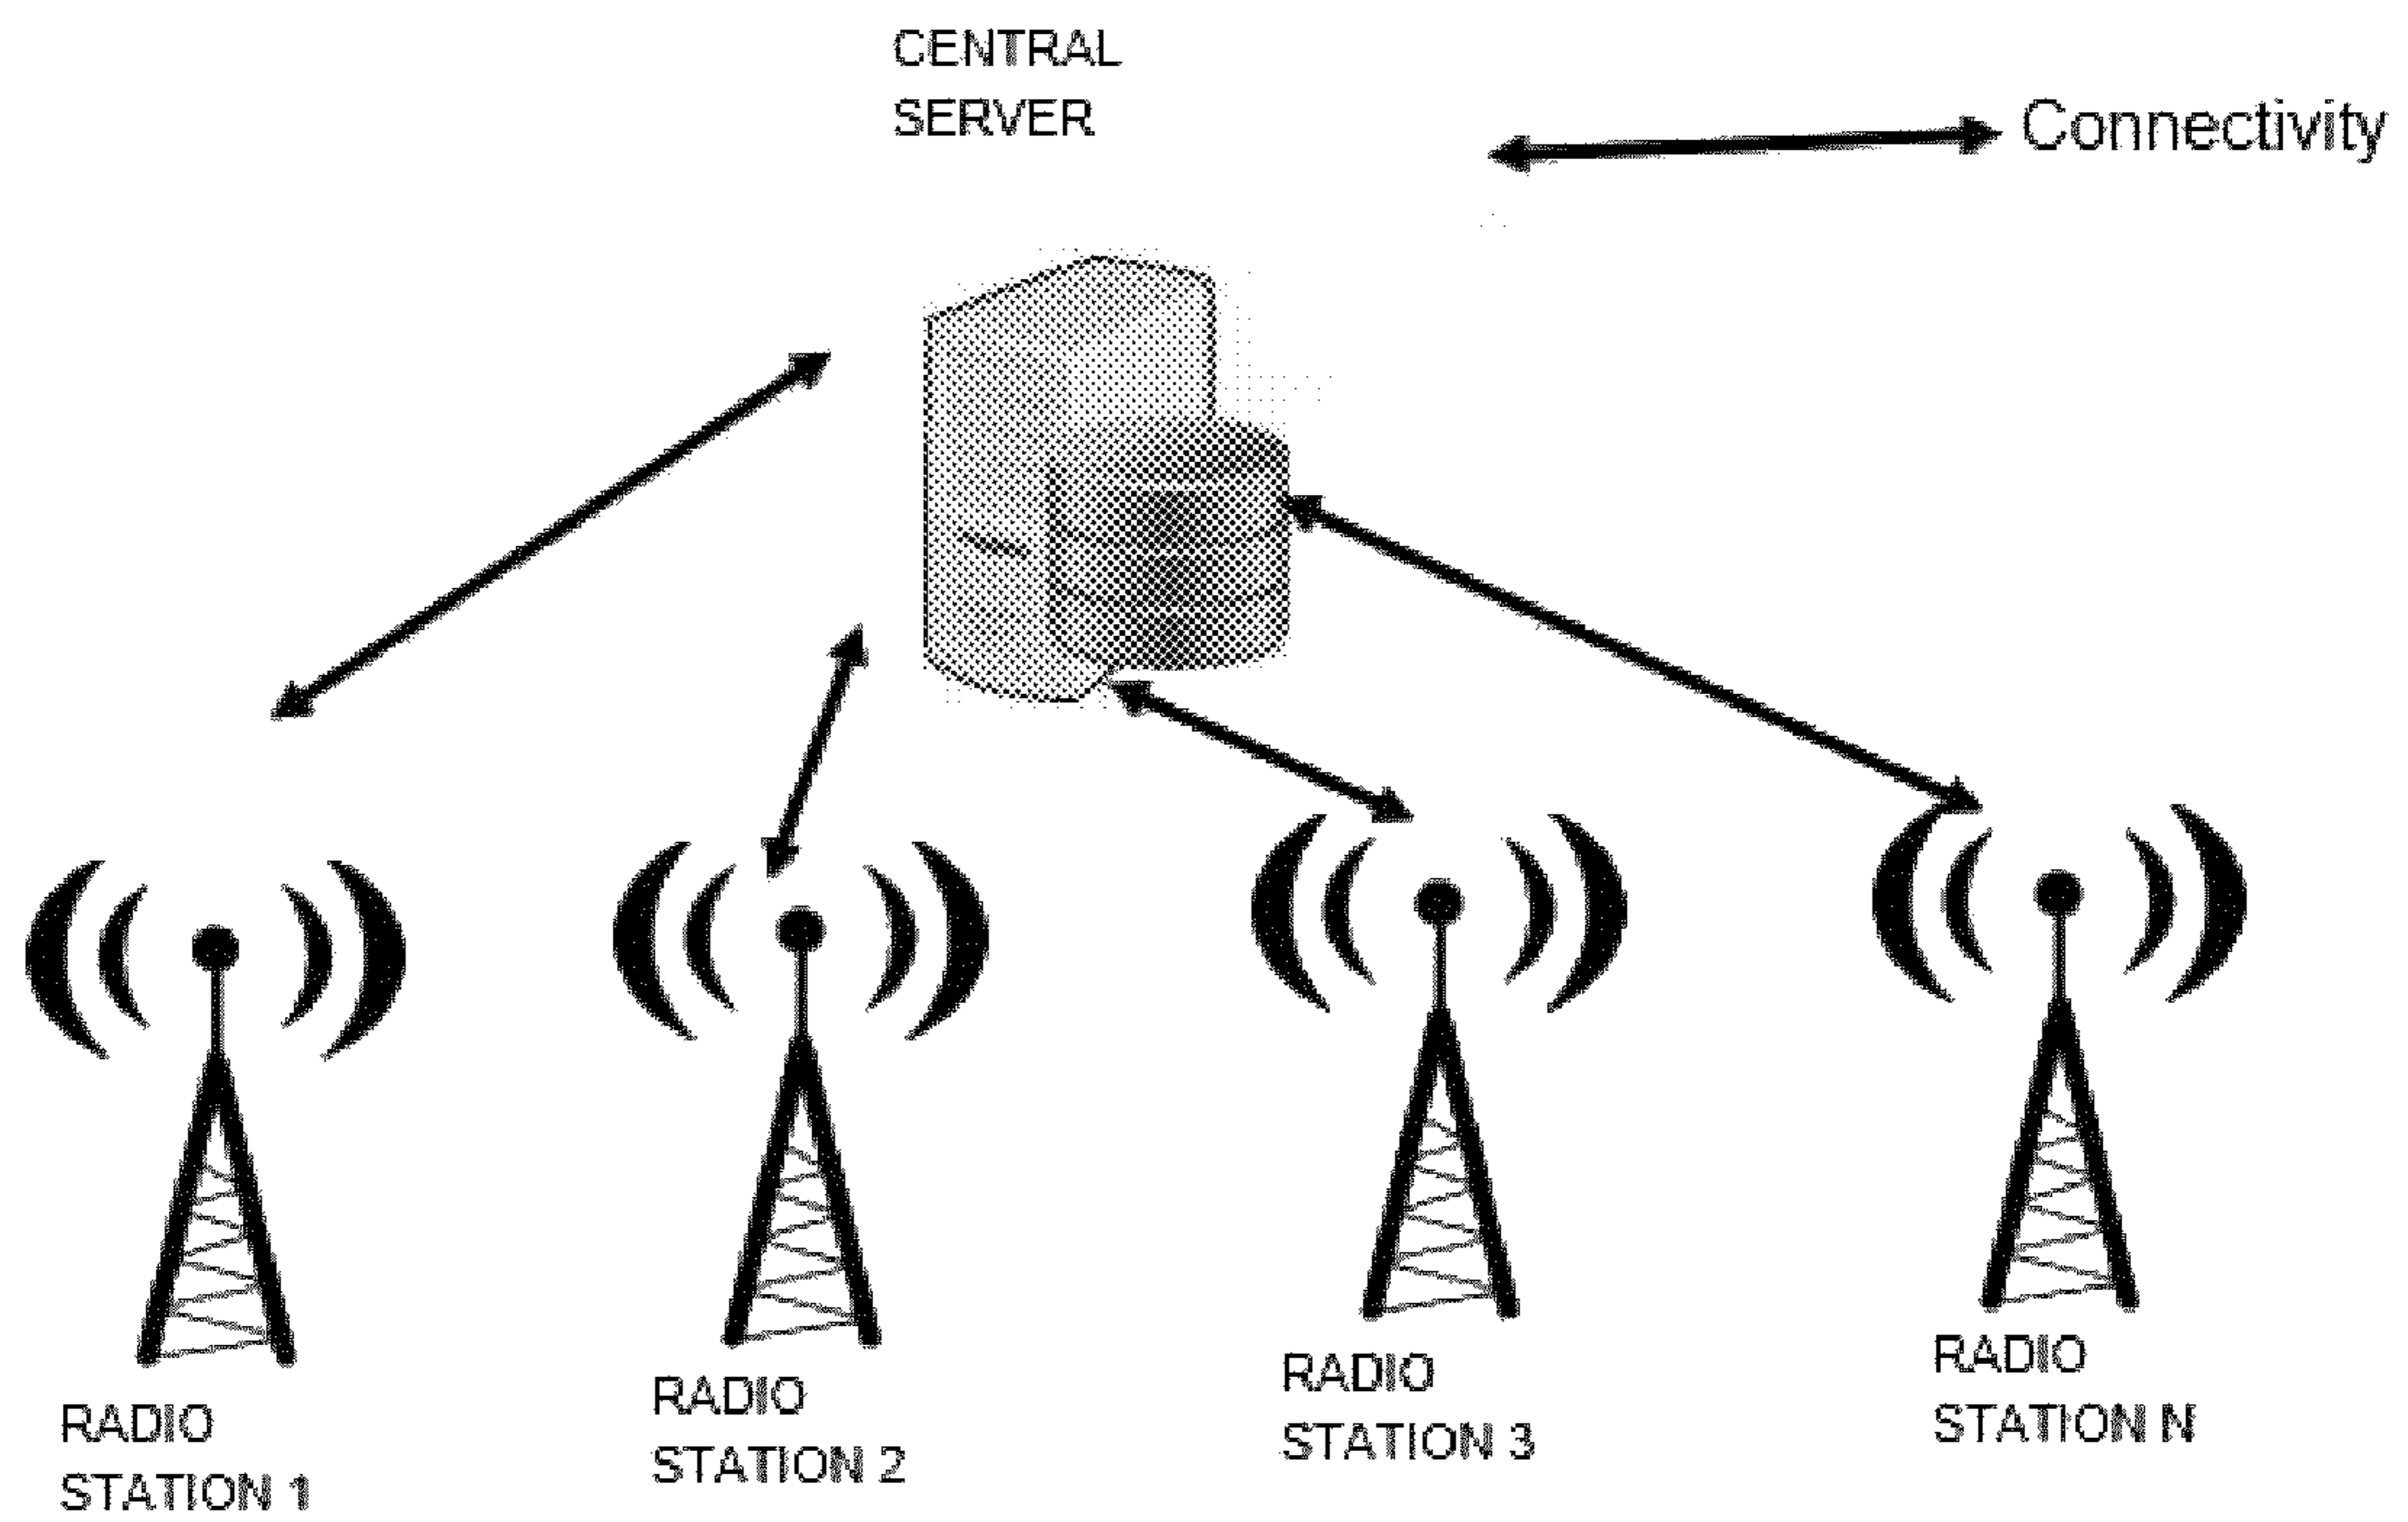 CENTRAL
SERVER
Connectivity
RADIO
STATION 1
RADIO
STATION 2
RADIO
STATION 3
RADIO
STATION N